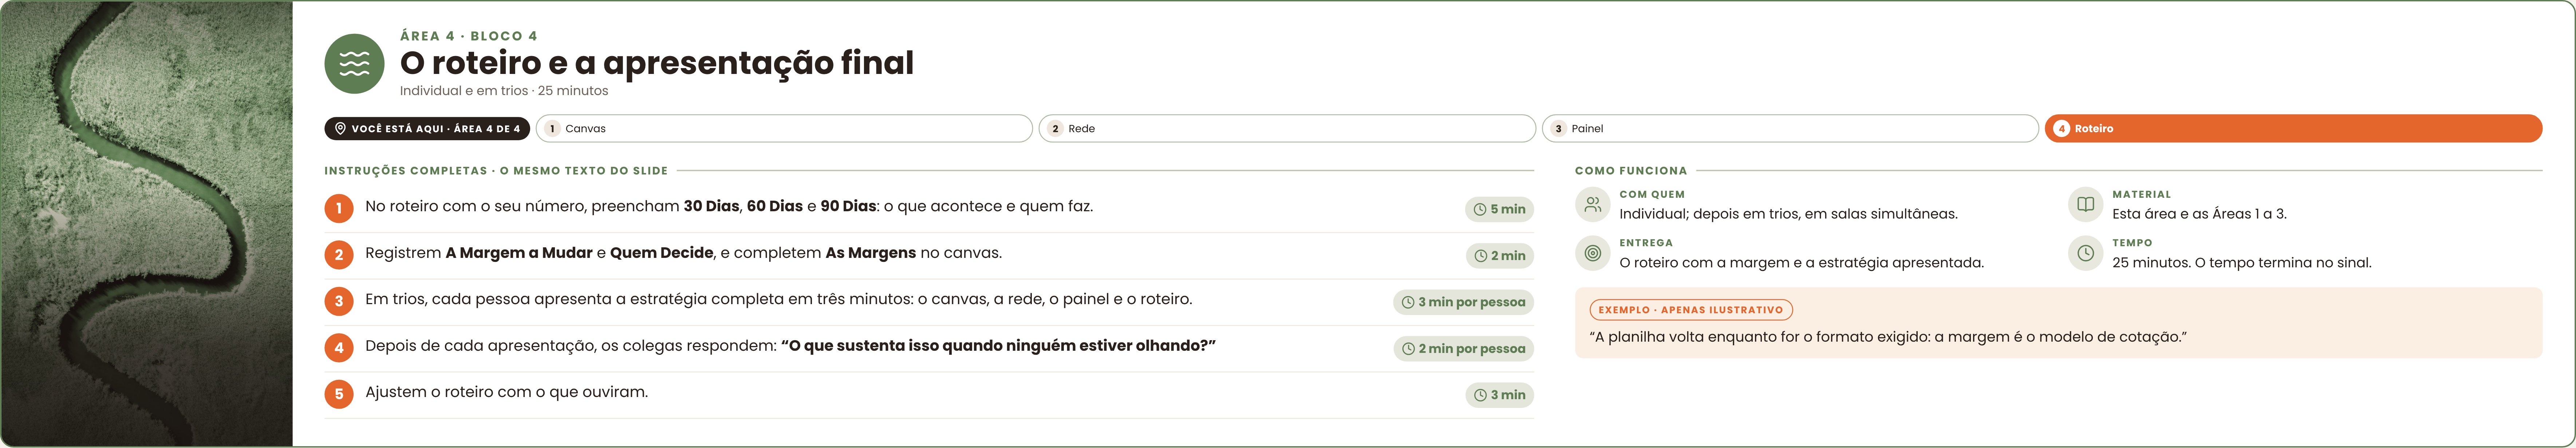 ÁREA 4 · BLOCO 4
O roteiro e a apresentação final
Individual e em trios · 25 minutos
VOCÊ ESTÁ AQUI · ÁREA 4 DE 4
1 Canvas
2 Rede
3 Painel
4 Roteiro
INSTRUÇÕES COMPLETAS · O MESMO TEXTO DO SLIDE
1 No roteiro com o seu número, preencham 30 Dias, 60 Dias e 90 Dias: o que acontece e quem faz. 5 min
2 Registrem A Margem a Mudar e Quem Decide, e completem As Margens no canvas. 2 min
3 Em trios, cada pessoa apresenta a estratégia completa em três minutos: o canvas, a rede, o painel e o roteiro. 3 min por pessoa
4 Depois de cada apresentação, os colegas respondem: “O que sustenta isso quando ninguém estiver olhando?” 2 min por pessoa
5 Ajustem o roteiro com o que ouviram. 3 min
COMO FUNCIONA
COM QUEM
Individual; depois em trios, em salas simultâneas.
MATERIAL
Esta área e as Áreas 1 a 3.
ENTREGA
O roteiro com a margem e a estratégia apresentada.
TEMPO
25 minutos. O tempo termina no sinal.
EXEMPLO · APENAS ILUSTRATIVO
“A planilha volta enquanto for o formato exigido: a margem é o modelo de cotação.”